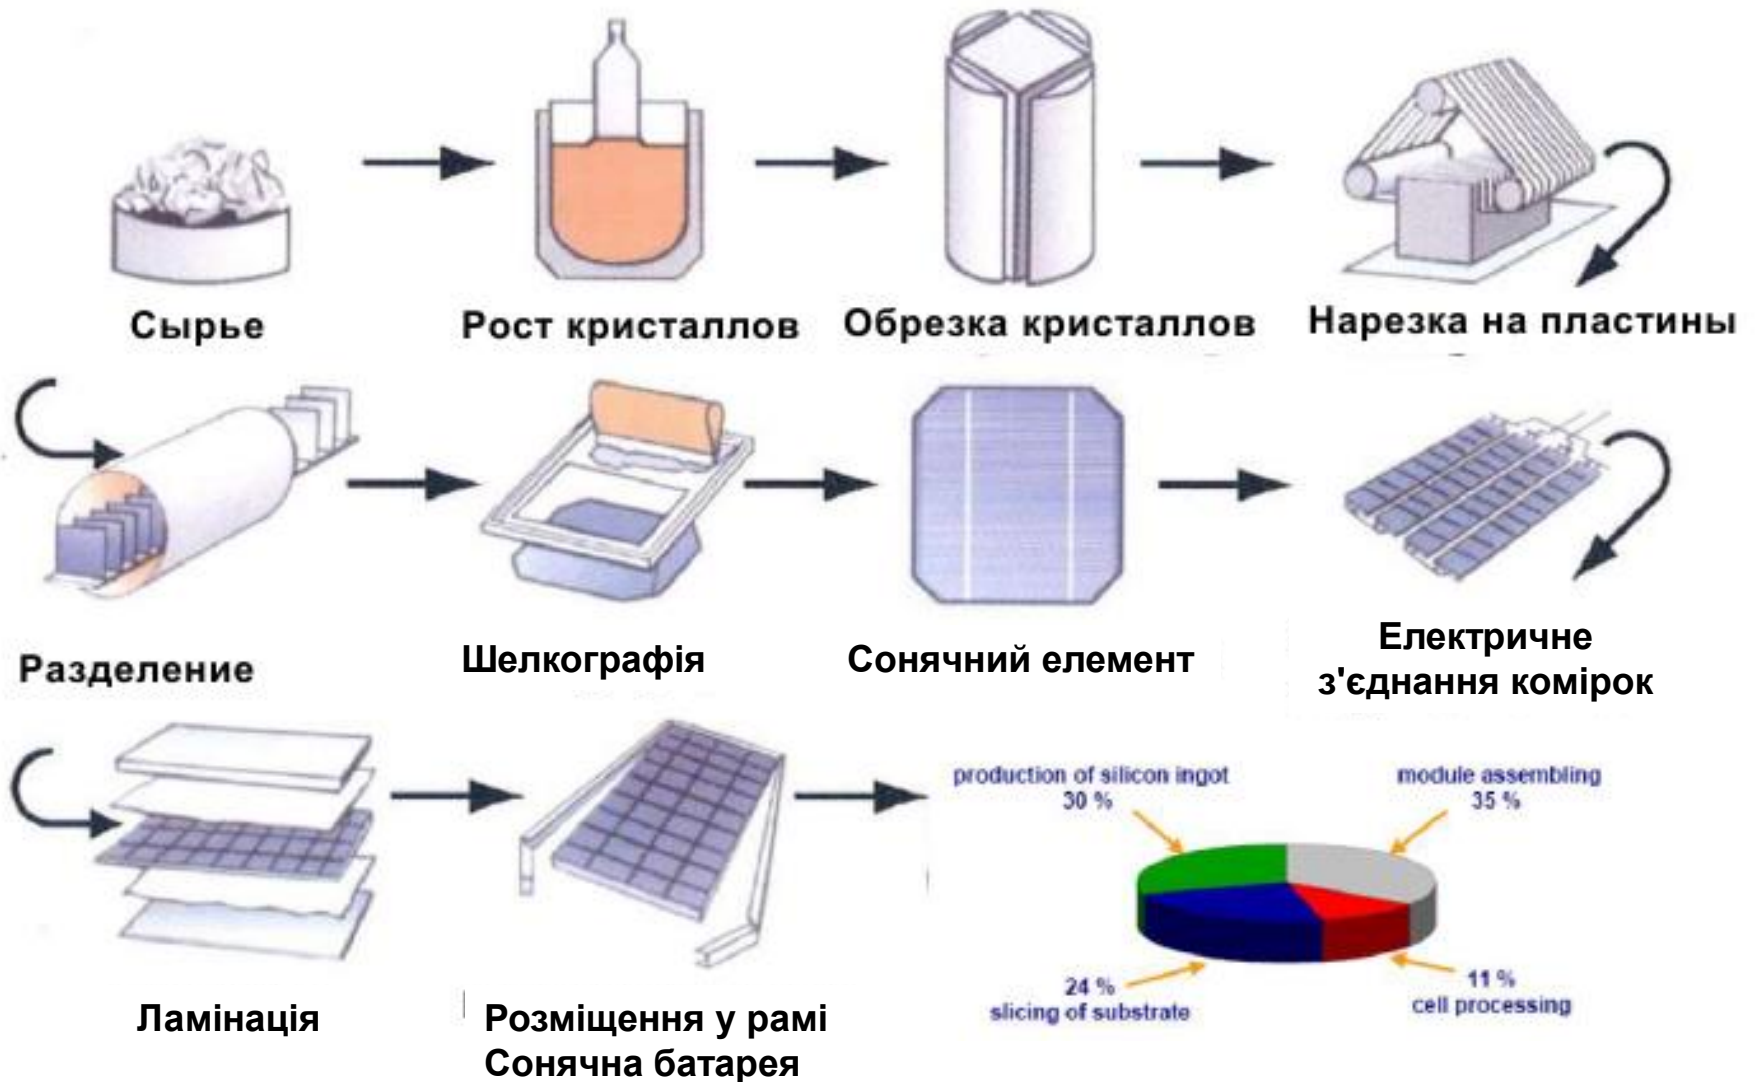 Сырье
Рост кристаллов
Обрезка кристаллов
Нарезка на пластины
Разделение
Шелкографія
Сонячний елемент
Електричне
з'єднання комірок
Ламінація
Розміщення у рамі
Сонячна батарея
production of silicon ingot
30 %
module assembling
35 %
24 %
slicing of substrate
11 %
cell processing